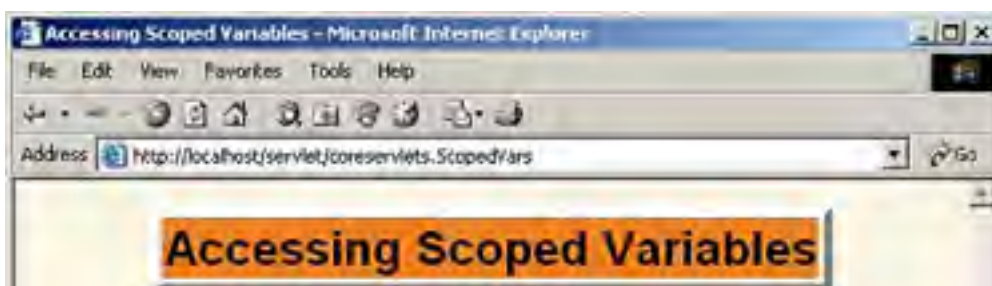 Accessing Scoped Variables - Microsoft Internet Explorer
File Edit View Favorites Tools Help
Address http://localhost/servlet/coreservlets.ScopedVars Go
Accessing Scoped Variables